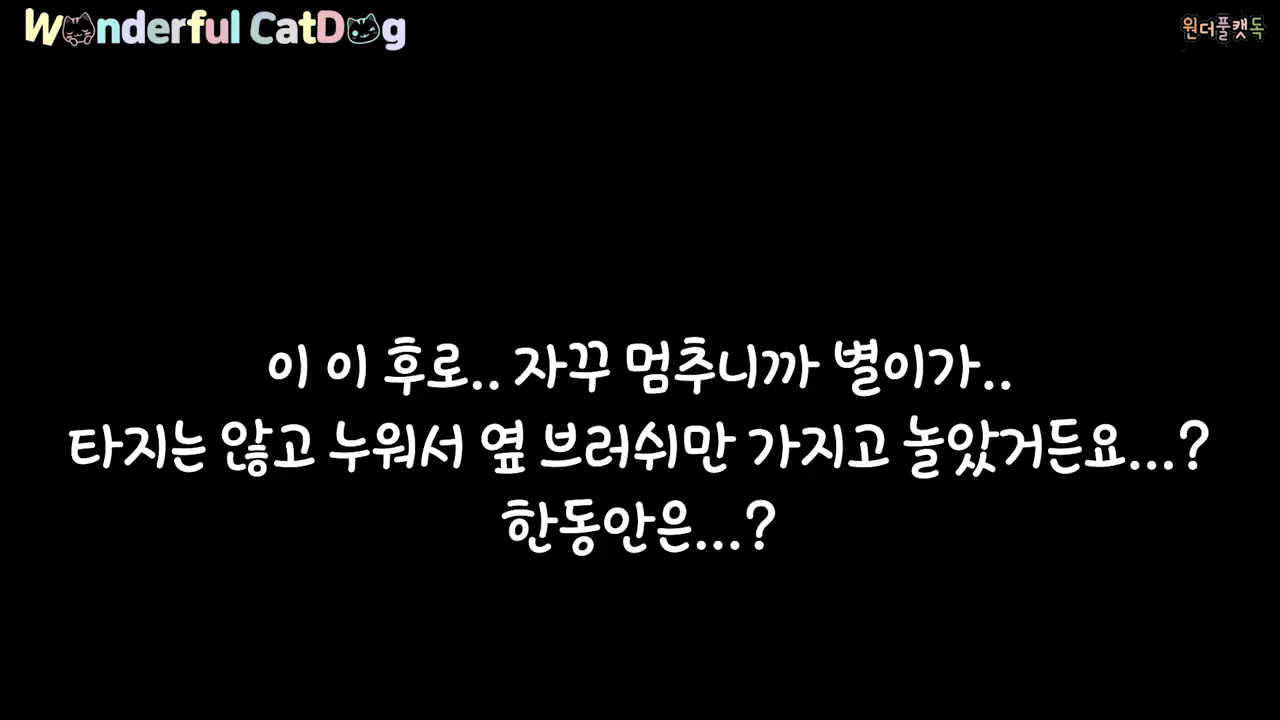 Wonderful CatDog
원더풀캣독
이 이 후로.. 자꾸 멈추니까 별이가..
타지는 않고 누워서 옆 브러쉬만 가지고 놀았거든요...?
한동안은...?